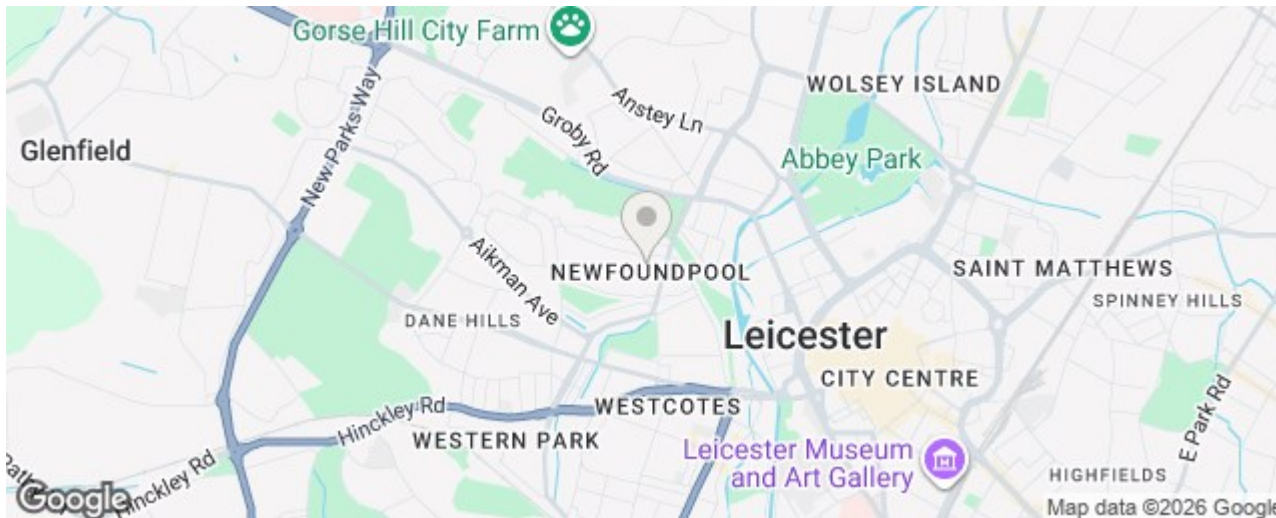 Gorse Hill City Farm
WOLSEY ISLAND
Anstey Ln
New Parks Way
Groby Rd
Glenfield
Abbey Park
Aikman Ave
NEWFOUNDPOOL
SAINT MATTHEWS
SPINNEY HILLS
DANE HILLS
Leicester
CITY CENTRE
E Park Rd
Hinckley Rd
WESTCOTES
WESTERN PARK
Leicester Museum
and Art Gallery
Hinckley Rd
HIGHFIELDS
Google
Map data ©2026 Google